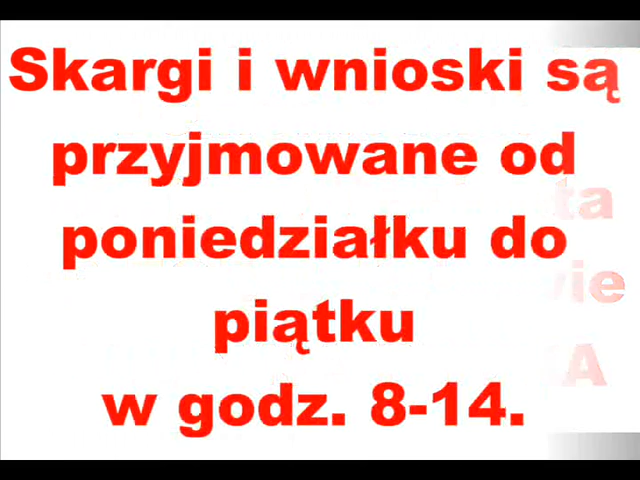 Skargi i wnioski są
przyjmowane od
poniedziałku do
piątku
w godz. 8-14.